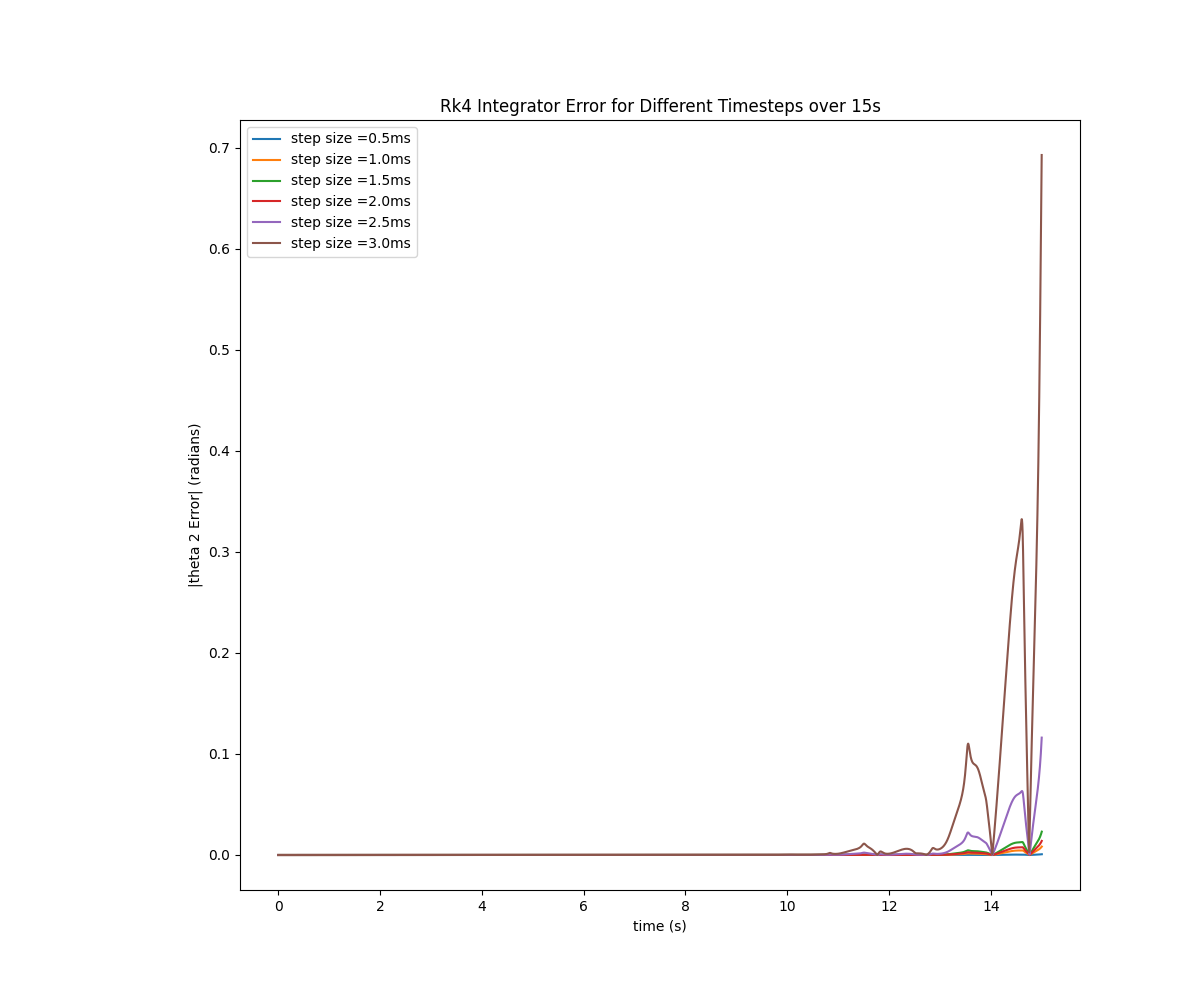 Rk4 Integrator Error for Different Timesteps over 15s
step size =0.5ms
step size =1.0ms
step size =1.5ms
step size =2.0ms
step size =2.5ms
step size =3.0ms
|theta 2 Error| (radians)
0.7
0.6
0.5
0.4
0.3
0.2
0.1
0.0
0 2 4 6 8 10 12 14
time (s)